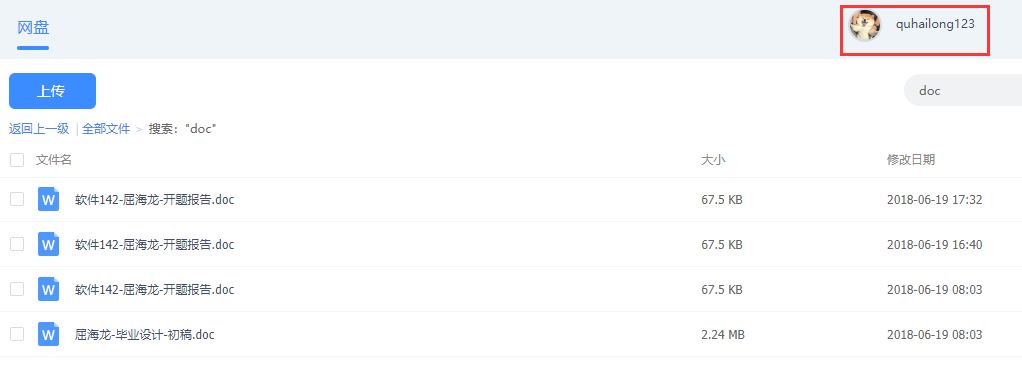 网盘
quhailong123
上传
doc
返回上一级 | 全部文件 > 搜索: "doc"
文件名 大小 修改日期
软件142-屈海龙-开题报告.doc 67.5 KB 2018-06-19 17:32
软件142-屈海龙-开题报告.doc 67.5 KB 2018-06-19 16:40
软件142-屈海龙-开题报告.doc 67.5 KB 2018-06-19 08:03
屈海龙-毕业设计-初稿.doc 2.24 MB 2018-06-19 08:03